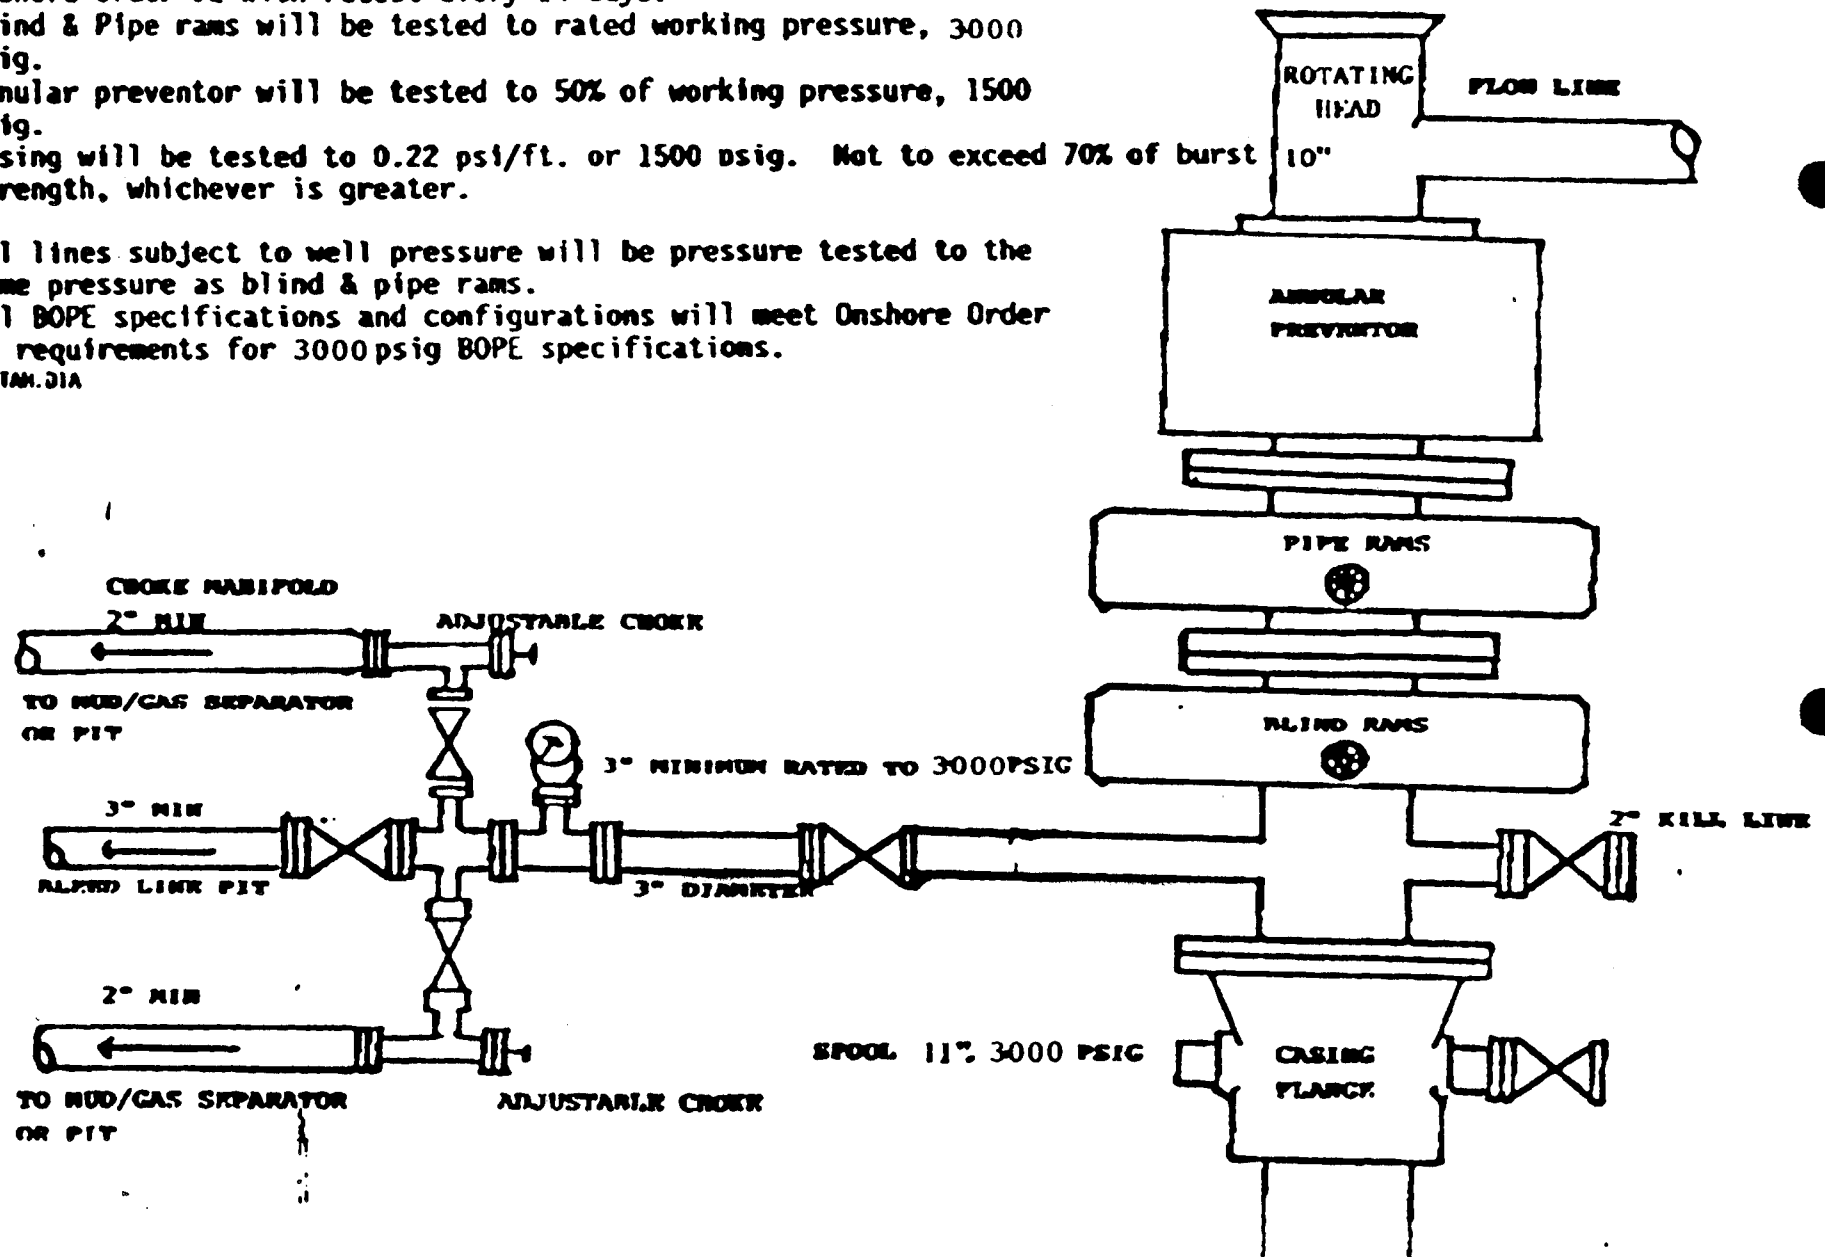 ind & Pipe rams will be tested to rated working pressure, 3000
ig.
nular preventor will be tested to 50% of working pressure, 1500
ig.
sing will be tested to 0.22 psi/ft. or 1500 psig. Not to exceed 70% of burst
rength, whichever is greater.
l lines subject to well pressure will be pressure tested to the
me pressure as blind & pipe rams.
l BOPE specifications and configurations will meet Onshore Order
requirements for 3000 psig BOPE specifications.
TAM.DIA
ROTATING
HEAD
FLOW LINE
10"
ANNULAR
PREVENTOR
PIPE RAMS
CHOKE MANIFOLD
2" MIN
ADJUSTABLE CHOKE
TO MUD/GAS SEPARATOR
OR PIT
BLIND RAMS
3" MINIMUM RATED TO 3000PSIG
3" MIN
2" KILL LINE
BLEED LINE PIT
3" DIAMETER
2" MIN
SPOOL 11", 3000 PSIG
CASING
FLANGE
TO MUD/GAS SEPARATOR
OR PIT
ADJUSTABLE CHOKE